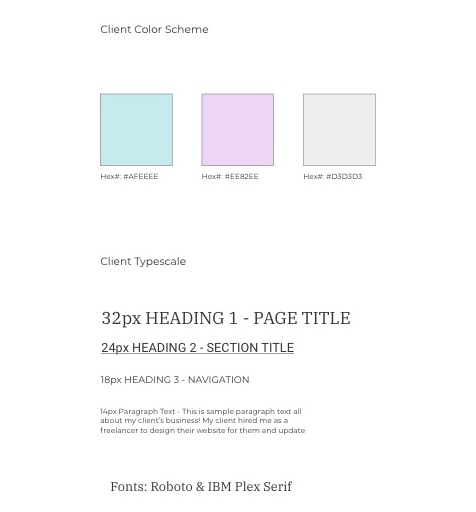 Client Color Scheme
Hex#: #AFEEEE
Hex#: #EE82EE
Hex#: #D3D3D3
Client Typescale
32px HEADING 1 - PAGE TITLE
24px HEADING 2 - SECTION TITLE
18px HEADING 3 - NAVIGATION
14px Paragraph Text - This is sample paragraph text all
about my client's business! My client hired me as a
freelancer to design their website for them and update
Fonts: Roboto & IBM Plex Serif